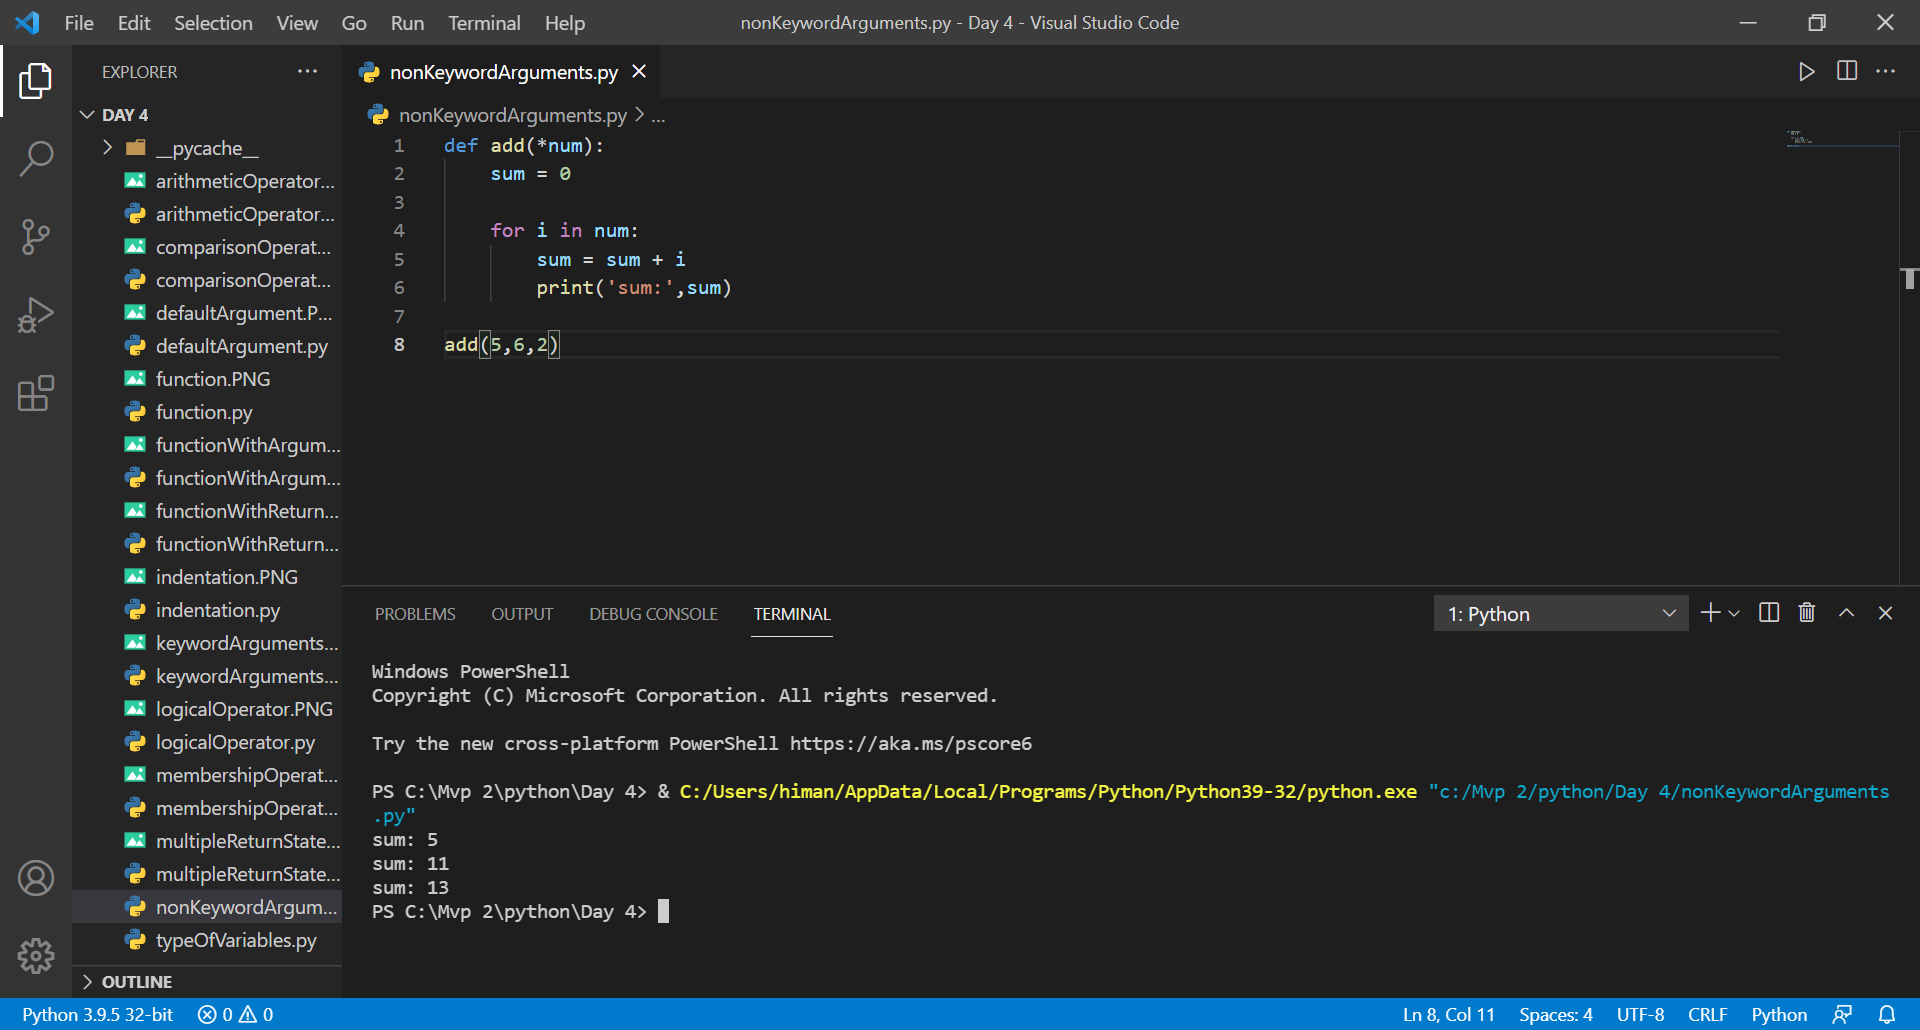 File Edit Selection View Go Run Terminal Help
nonKeywordArguments.py - Day 4 - Visual Studio Code
EXPLORER
DAY 4
__pycache__
arithmeticOperator...
arithmeticOperator...
comparisonOperat...
comparisonOperat...
defaultArgument.P...
defaultArgument.py
function.PNG
function.py
functionWithArgum...
functionWithArgum...
functionWithReturn...
functionWithReturn...
indentation.PNG
indentation.py
keywordArguments...
keywordArguments...
logicalOperator.PNG
logicalOperator.py
membershipOperat...
membershipOperat...
multipleReturnState...
multipleReturnState...
nonKeywordArgum...
typeOfVariables.py
OUTLINE
nonKeywordArguments.py
nonKeywordArguments.py > ...
1 def add(*num):
2     sum = 0
3
4     for i in num:
5         sum = sum + i
6         print('sum:',sum)
7
8 add(5,6,2)
PROBLEMS OUTPUT DEBUG CONSOLE TERMINAL
1: Python
Windows PowerShell
Copyright (C) Microsoft Corporation. All rights reserved.
Try the new cross-platform PowerShell https://aka.ms/pscore6
PS C:\Mvp 2\python\Day 4> & C:/Users/himan/AppData/Local/Programs/Python/Python39-32/python.exe "c:/Mvp 2/python/Day 4/nonKeywordArguments
.py"
sum: 5
sum: 11
sum: 13
PS C:\Mvp 2\python\Day 4>
Python 3.9.5 32-bit 0 0
Ln 8, Col 11 Spaces: 4 UTF-8 CRLF Python